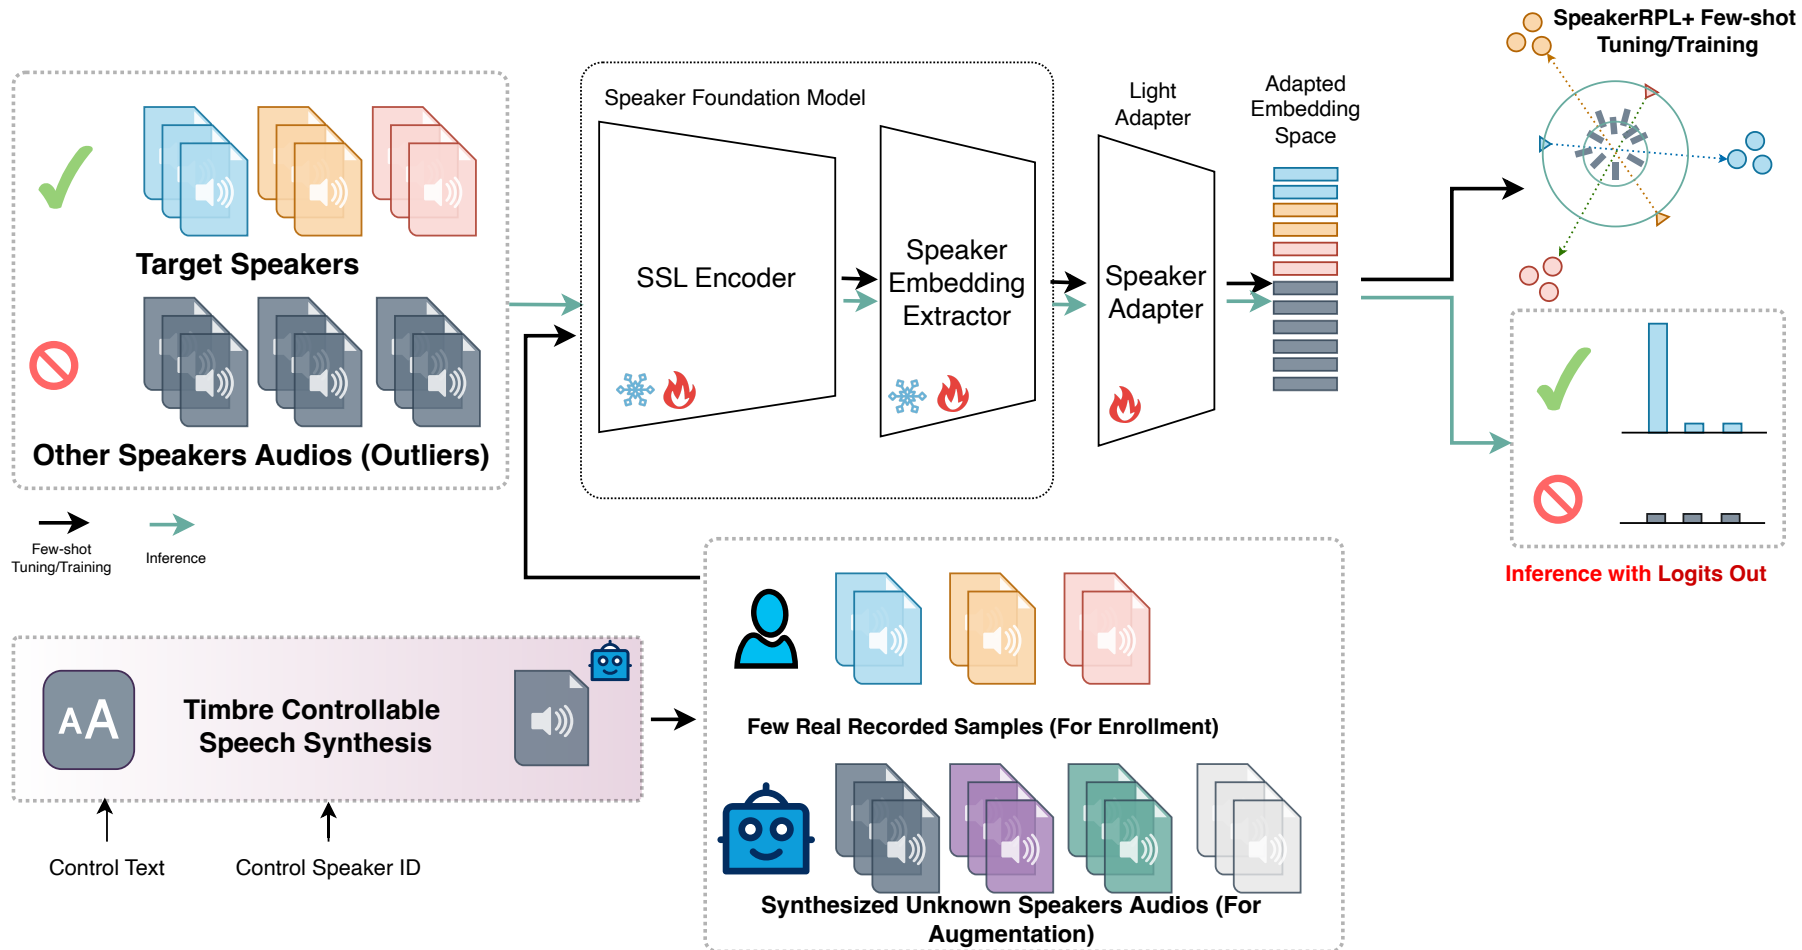 SpeakerRPL+ Few-shot
Tuning/Training
Speaker Foundation Model
Light
Adapter
Adapted
Embedding
Space
Target Speakers
SSL Encoder
Speaker
Embedding
Extractor
Speaker
Adapter
Other Speakers Audios (Outliers)
Few-shot
Tuning/Training
Inference
Inference with Logits Out
AA
Timbre Controllable
Speech Synthesis
Few Real Recorded Samples (For Enrollment)
Control Text
Control Speaker ID
Synthesized Unknown Speakers Audios (For
Augmentation)